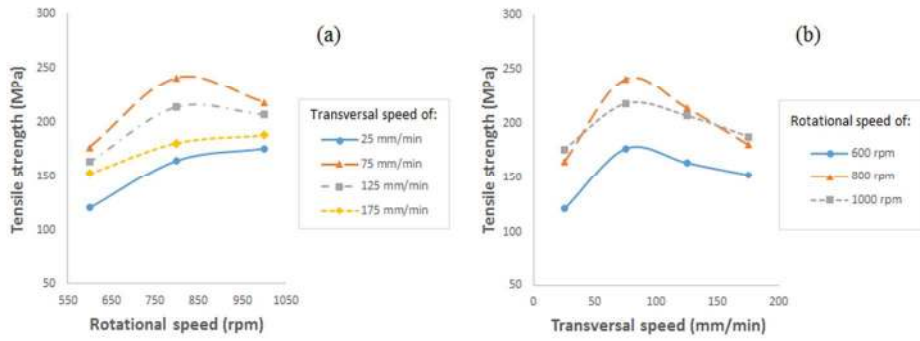 300
250
200
150
100
50
550
650
750
850
950
1050
Tensile strength (MPa)
Rotational speed (rpm)
(a)
Transversal speed of:
25 mm/min
75 mm/min
125 mm/min
175 mm/min
300
250
200
150
100
50
0
50
100
150
200
Tensile strength (MPa)
Transversal speed (mm/min)
(b)
Rotational speed of:
600 rpm
800 rpm
1000 rpm